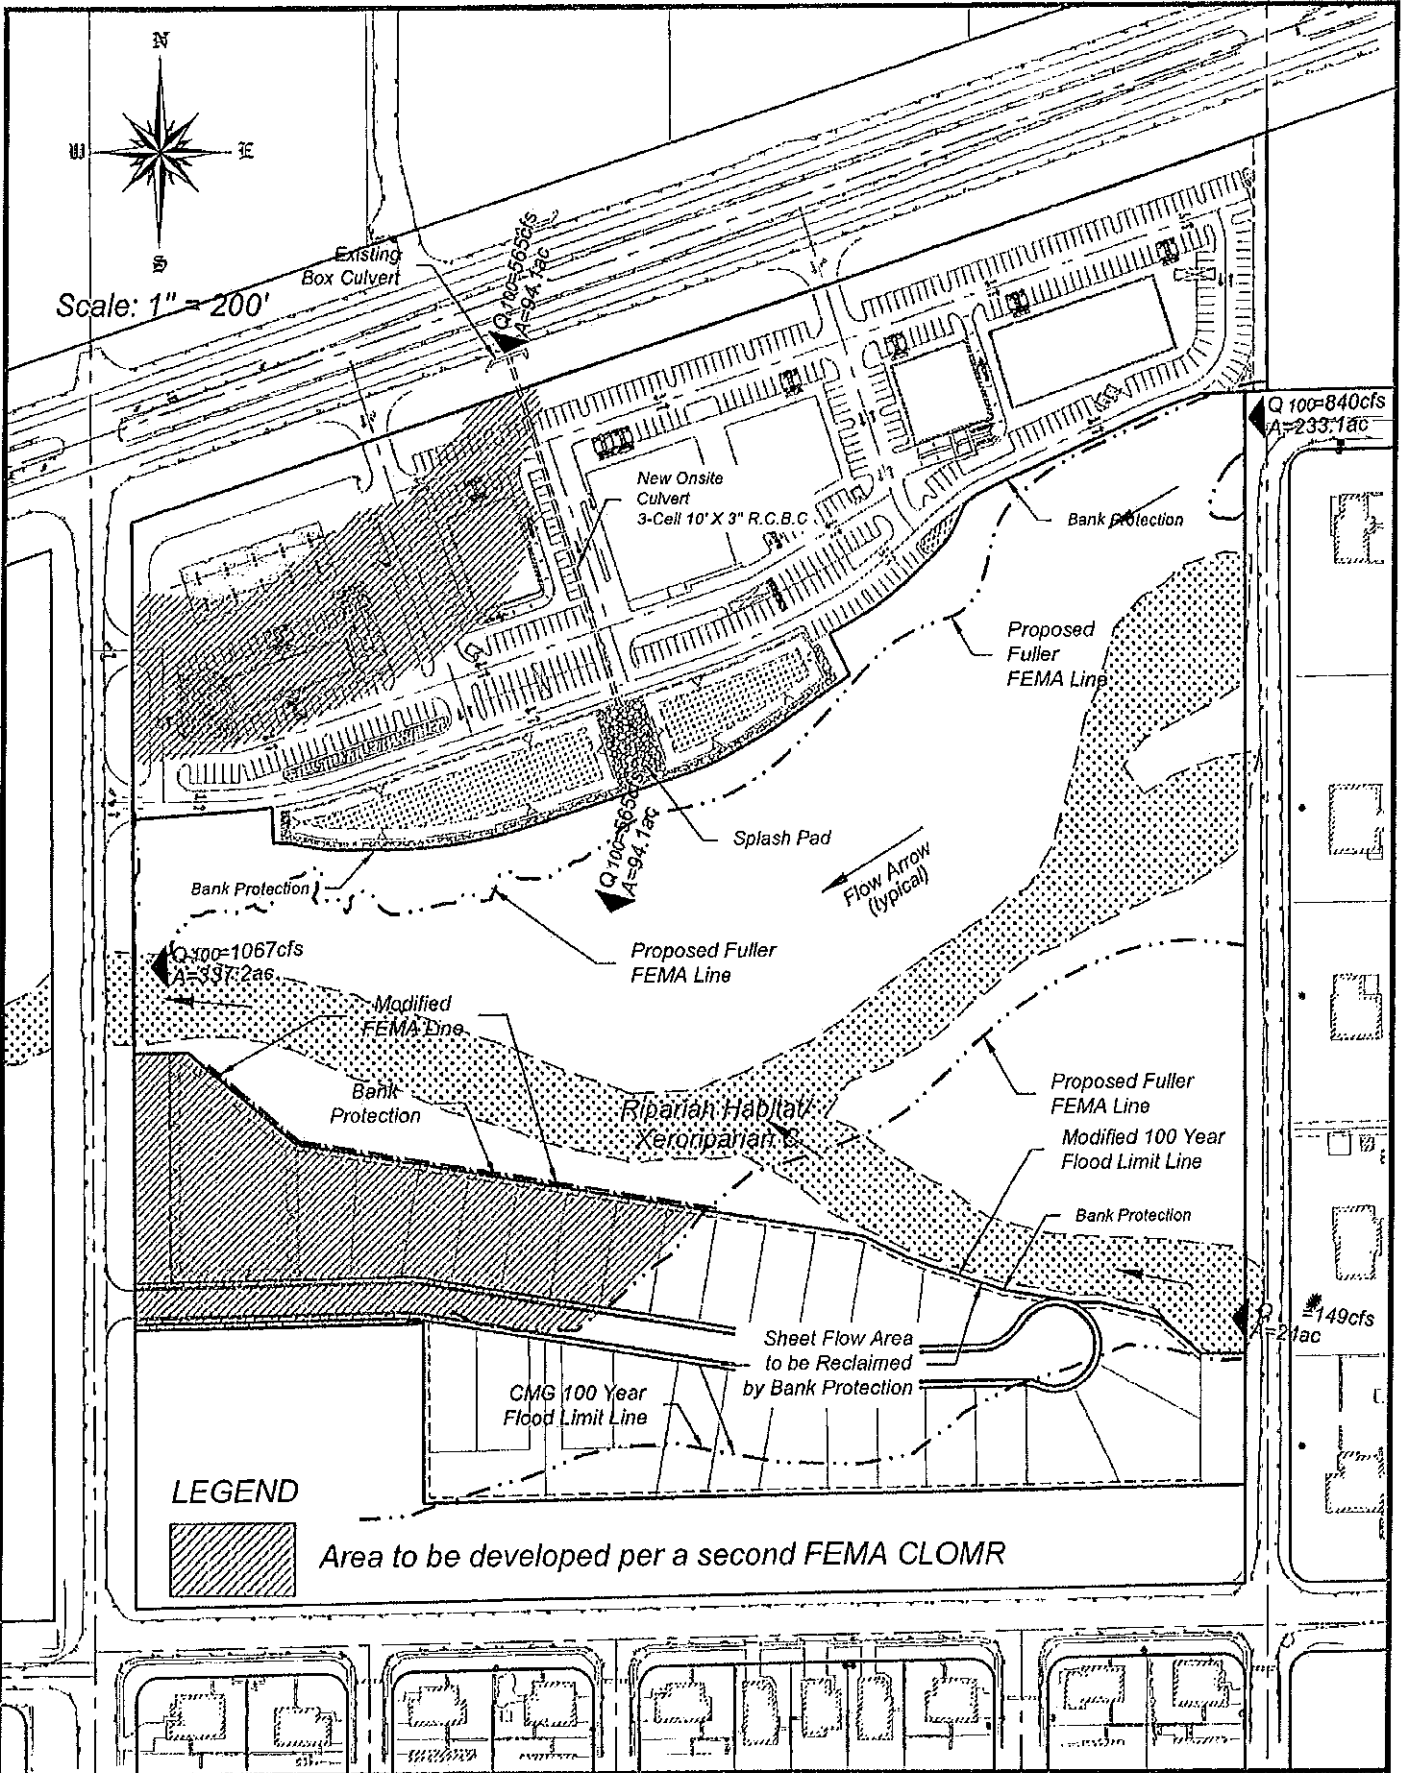 N
W
E
S
Scale: 1" = 200'
Existing
Box Culvert
Q 100=565cfs
A=94.1ac
New Onsite
Culvert
3-Cell 10' X 3" R.C.B.C.
Q 100=840cfs
A=233.1ac
Bank Protection
Proposed
Fuller
FEMA Line
Splash Pad
Q 100=565cfs
A=94.1ac
Flow Arrow
(typical)
Bank Protection
Proposed Fuller
FEMA Line
Q 100=1067cfs
A=337.2ac
Modified
FEMA Line
Bank
Protection
Riparian Habitat/
Xeroriparian C
Proposed Fuller
FEMA Line
Modified 100 Year
Flood Limit Line
Bank Protection
=149cfs
A=21ac
Sheet Flow Area
to be Reclaimed
by Bank Protection
CMG 100 Year
Flood Limit Line
LEGEND
Area to be developed per a second FEMA CLOMR